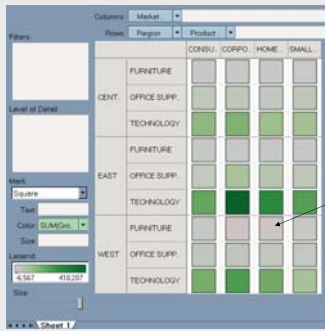 Columns: Market..
Rows: Region Product ..
Filters:
CONSU.. CORPO.. HOME .. SMALL ..
CENT..
FURNITURE
OFFICE SUPP..
TECHNOLOGY
Level of Detail:
EAST
FURNITURE
OFFICE SUPP..
TECHNOLOGY
Mark:
Square
Text:
Color: SUM(Gro..
Size:
Legend:
-6,567 410,207
Size
WEST
FURNITURE
OFFICE SUPP..
TECHNOLOGY
Sheet 1